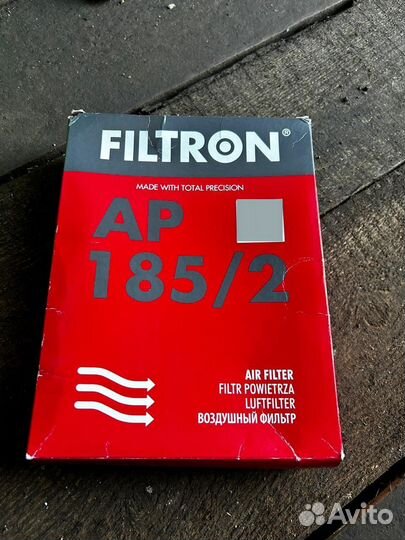 FILTRON®
MADE WITH TOTAL PRECISION
AP
185/2
AIR FILTER
FILTR POWIETRZA
LUFTFILTER
ВОЗДУШНЫЙ ФИЛЬТР
Avito